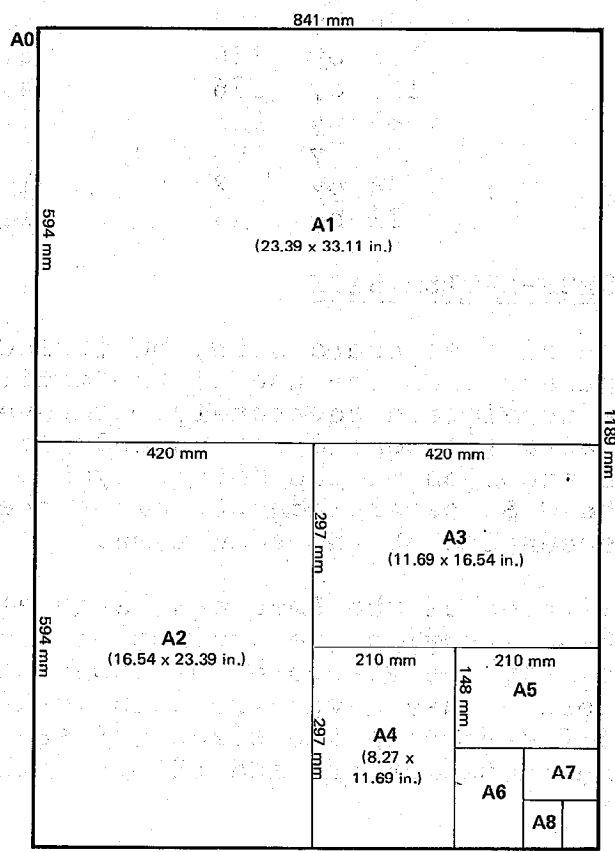 841 mm
A0
594 mm
A1
(23.39 x 33.11 in.)
1189 mm
420 mm
420 mm
297 mm
A3
(11.69 x 16.54 in.)
594 mm
A2
(16.54 x 23.39 in.)
210 mm
210 mm
148 mm
A5
297 mm
A4
(8.27 x
11.69 in.)
A6
A7
A8